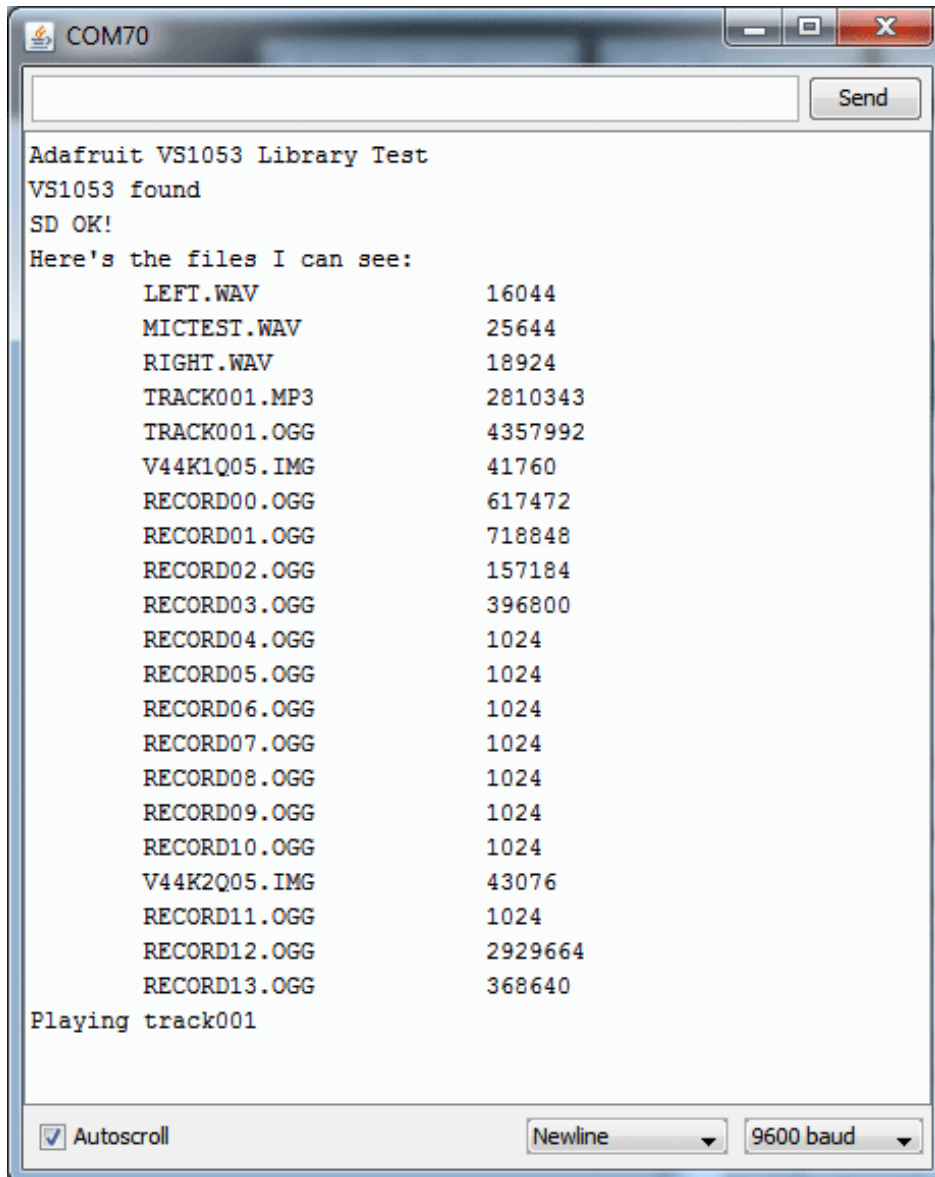 COM70
Send
Adafruit VS1053 Library Test
VS1053 found
SD OK!
Here's the files I can see:
LEFT.WAV 16044
MICTEST.WAV 25644
RIGHT.WAV 18924
TRACK001.MP3 2810343
TRACK001.OGG 4357992
V44K1Q05.IMG 41760
RECORD00.OGG 617472
RECORD01.OGG 718848
RECORD02.OGG 157184
RECORD03.OGG 396800
RECORD04.OGG 1024
RECORD05.OGG 1024
RECORD06.OGG 1024
RECORD07.OGG 1024
RECORD08.OGG 1024
RECORD09.OGG 1024
RECORD10.OGG 1024
V44K2Q05.IMG 43076
RECORD11.OGG 1024
RECORD12.OGG 2929664
RECORD13.OGG 368640
Playing track001
Autoscroll Newline 9600 baud